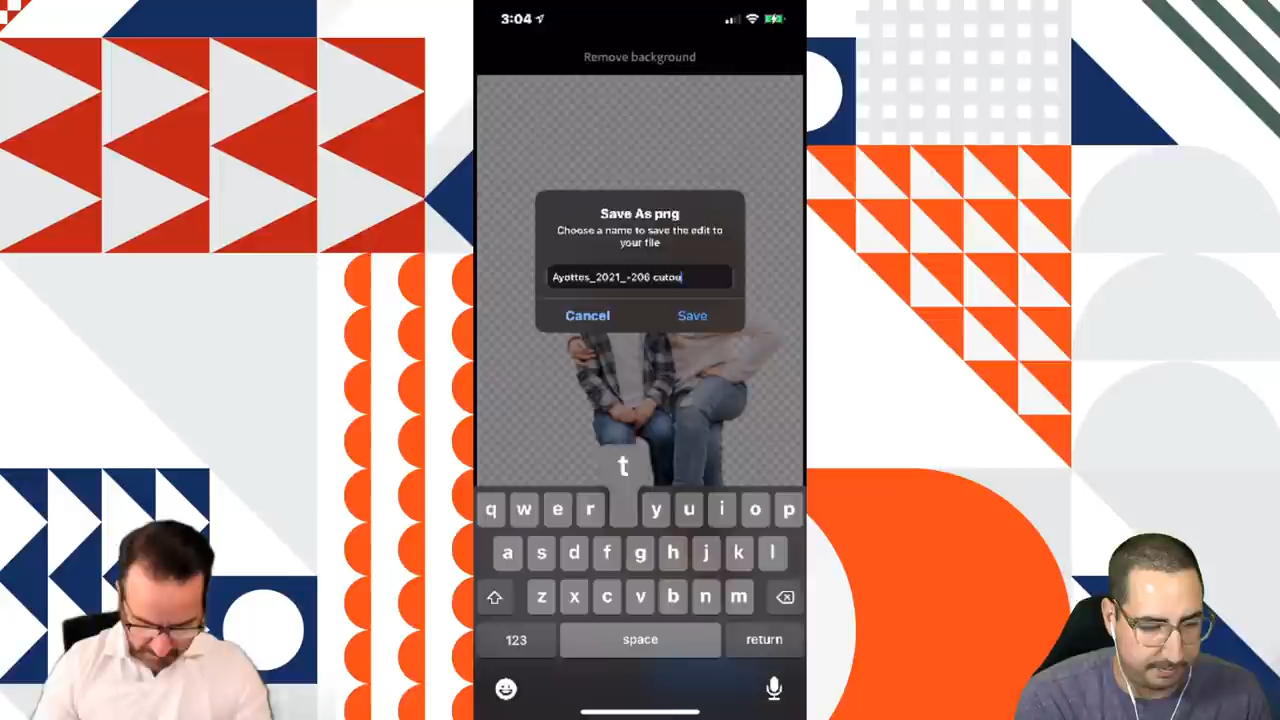 3:04
Remove background
Save As png
Choose a name to save the edit to
your file
Ayottes_2021_-206 cutou
Cancel
Save
t
q w e r y u i o p
a s d f g h j k l
z x c v b n m
123
space
return